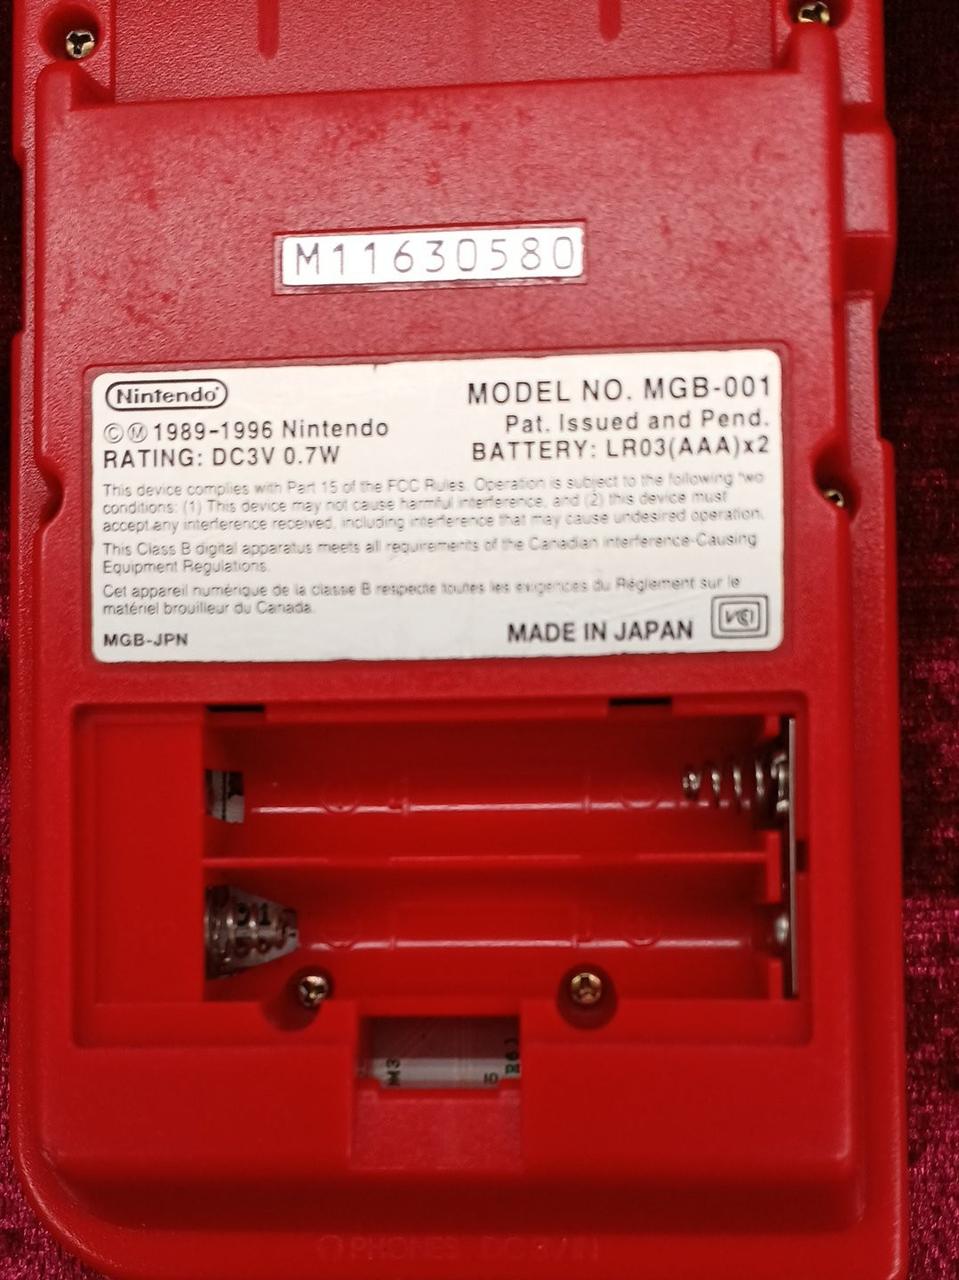 M11630580
Nintendo®
MODEL NO. MGB-001
Pat. Issued and Pend.
ⒸⓂ 1989-1996 Nintendo
BATTERY: LR03(AAA)x2
RATING: DC3V 0.7W
This device complies with Part 15 of the FCC Rules. Operation is subject to the following two
conditions: (1) This device may not cause harmful interference, and (2) this device must
accept any interference received, including interference that may cause undesired operation.
This Class B digital apparatus meets all requirements of the Canadian Interference-Causing
Equipment Regulations.
Cet appareil numérique de la classe B respecte toutes les exigences du Règlement sur le
matériel brouilleur du Canada.
MGB-JPN
MADE IN JAPAN
VCI
PHONES DC3V IN